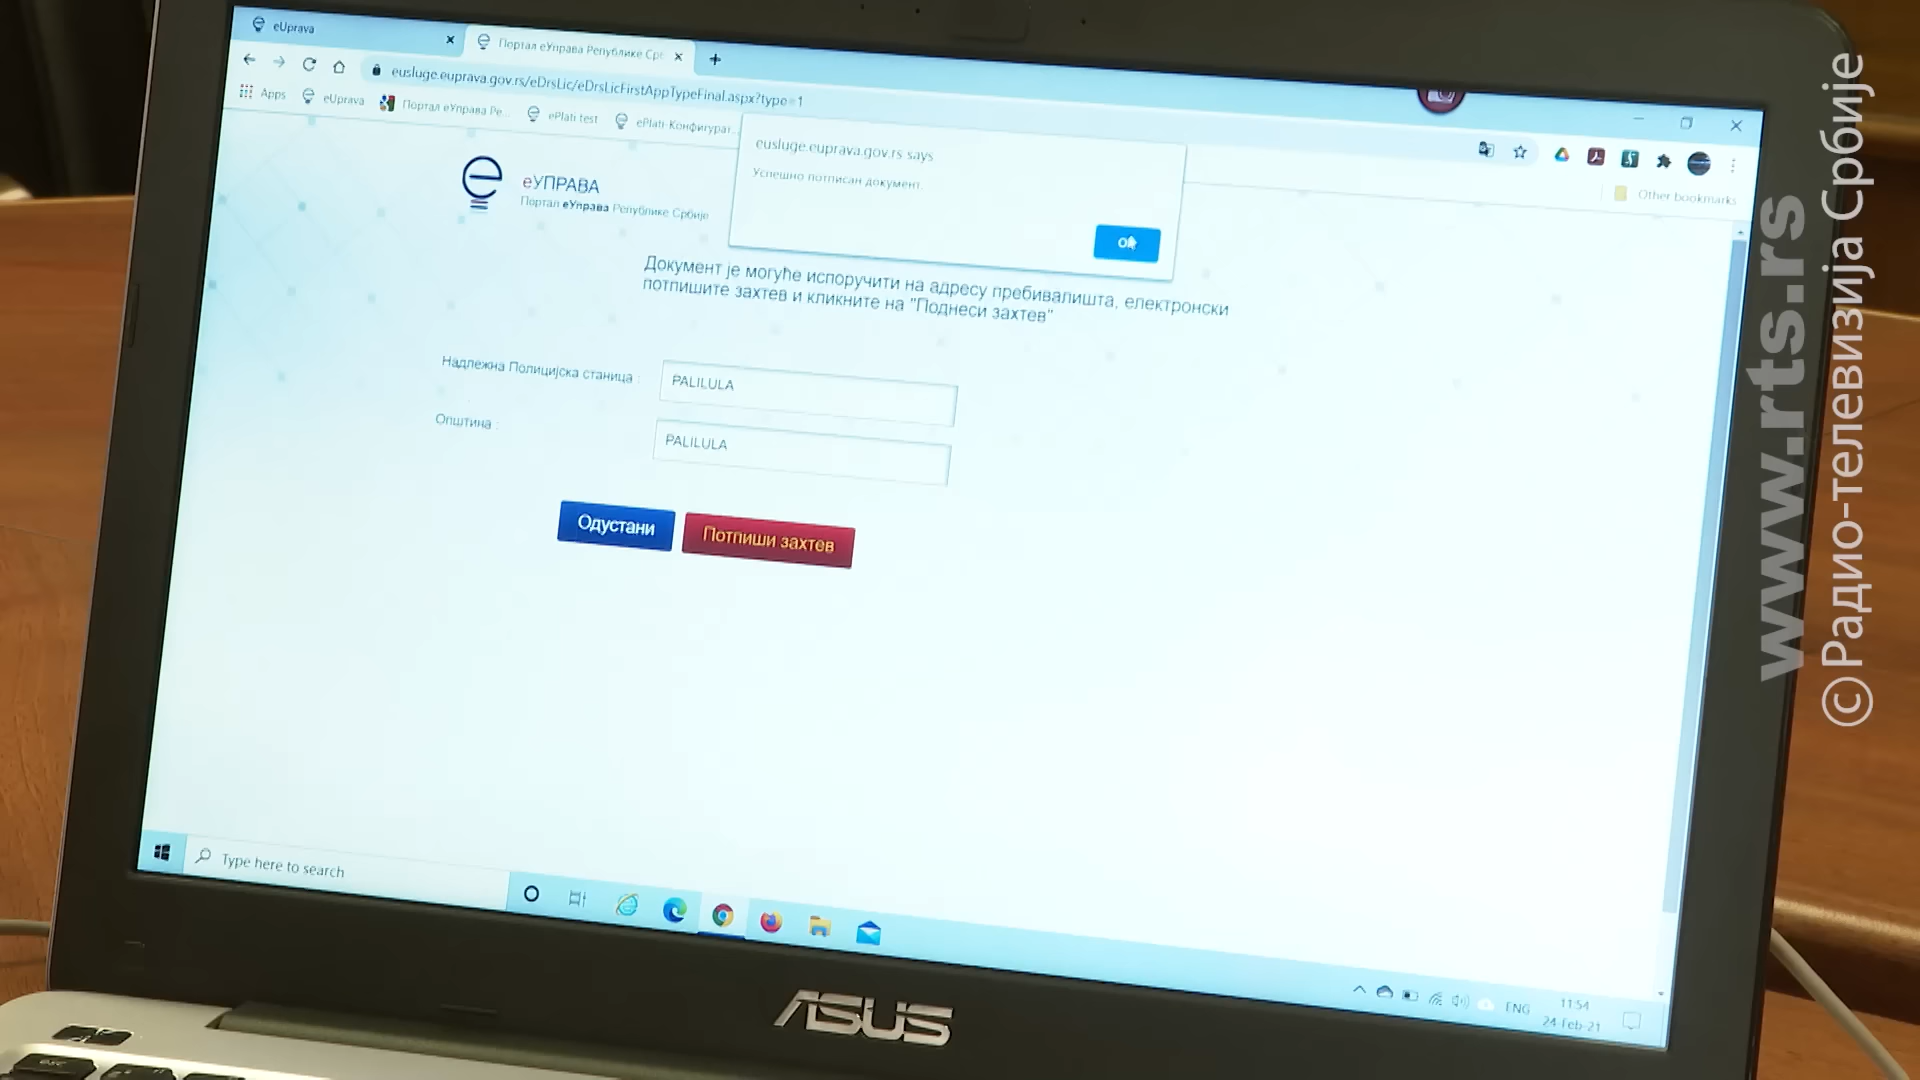 eUprava
Портал еУправа Републике Срб
eusluge.euprava.gov.rs/eDrsLic/eDrsLicFirstAppTypeFinal.aspx?type=1
Apps
eUprava
Портал еУправа Ре...
ePlati test
ePlati-Конфигурат...
Other bookmarks
eusluge.euprava.gov.rs says
Успешно потписан документ.
OK
еУПРАВА
Портал еУправа Републике Србије
Документ је могуће испоручити на адресу пребивалишта, електронски
потпишите захтев и кликните на "Поднеси захтев"
Надлежна Полицијска станица :
PALILULA
Општина :
PALILULA
Одустани
Потпиши захтев
Type here to search
ENG
11:54
24-Feb-21
ASUS
esc
www.rts.rs
© Радио-телевизија Србије